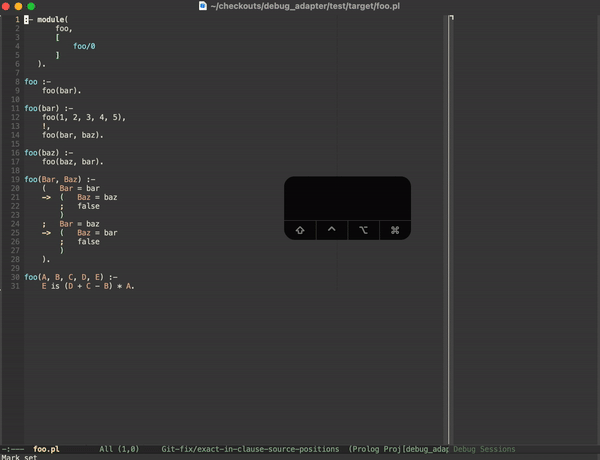 ~/checkouts/debug_adapter/test/target/foo.pl
1 :- module(
2 foo,
3 [
4 foo/0
5 ]
6 ).
7
8 foo :-
9 foo(bar).
10
11 foo(bar) :-
12 foo(1, 2, 3, 4, 5),
13 !,
14 foo(bar, baz).
15
16 foo(baz) :-
17 foo(baz, bar).
18
19 foo(Bar, Baz) :-
20 ( Bar = bar
21 -> ( Baz = baz
22 ; false
23 )
24 ; Bar = baz
25 -> ( Baz = bar
26 ; false
27 )
28 ).
29
30 foo(A, B, C, D, E) :-
31 E is (D + C - B) * A.
⇧ ^ ⌥ ⌘
-:--- foo.pl All (1,0) Git-fix/exact-in-clause-source-positions (Prolog Proj[debug_adap Debug Sessions
Mark set